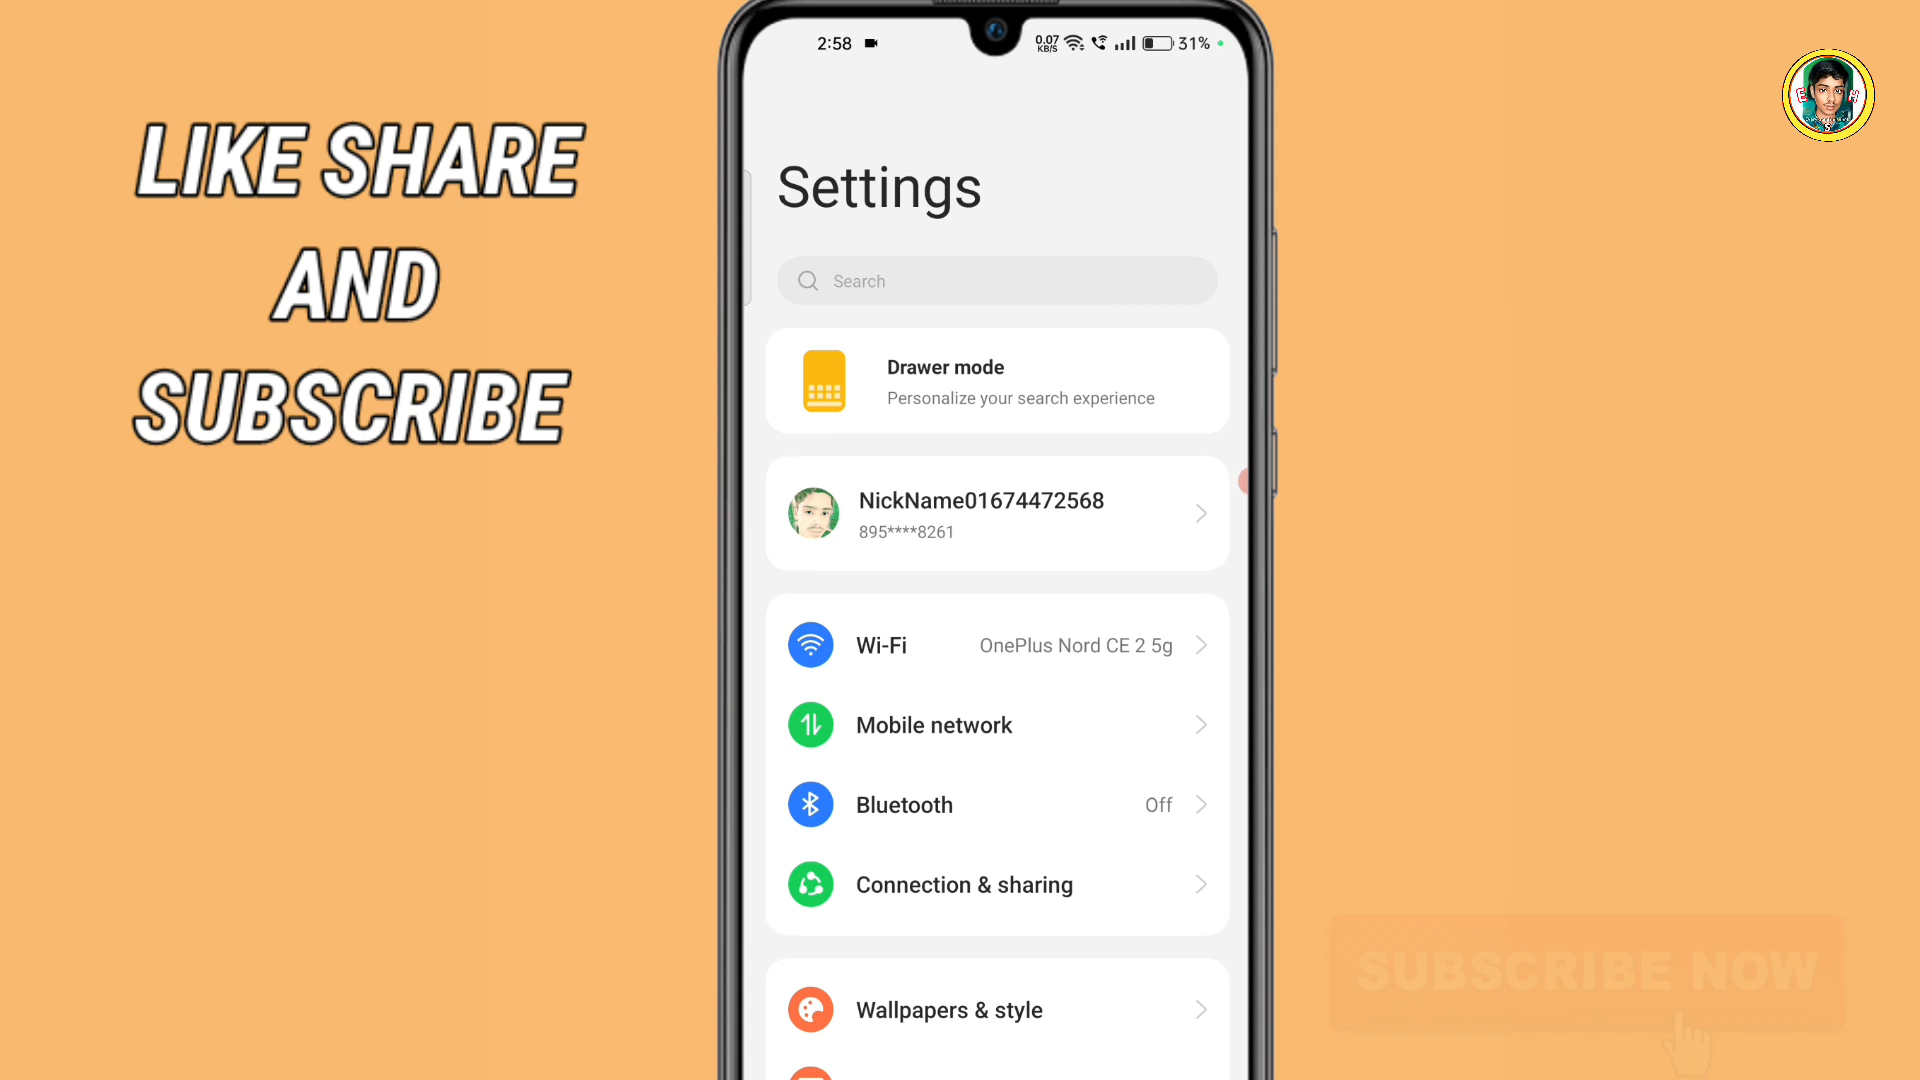 LIKE SHARE
AND
SUBSCRIBE
2:58
0.07
KB/S
31%
Settings
Search
Drawer mode
Personalize your search experience
NickName01674472568
895****8261
Wi-Fi
OnePlus Nord CE 2 5g
Mobile network
Bluetooth
Off
Connection & sharing
Wallpapers & style
SUBSCRIBE NOW